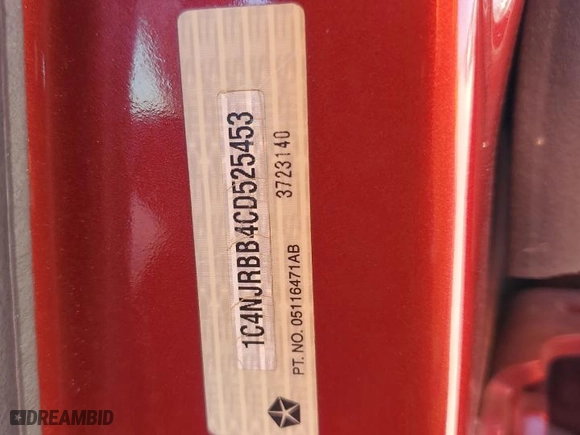 1C4NJRBB4CD525453
3723140
PT. NO. 05116471AB
DREAMBID